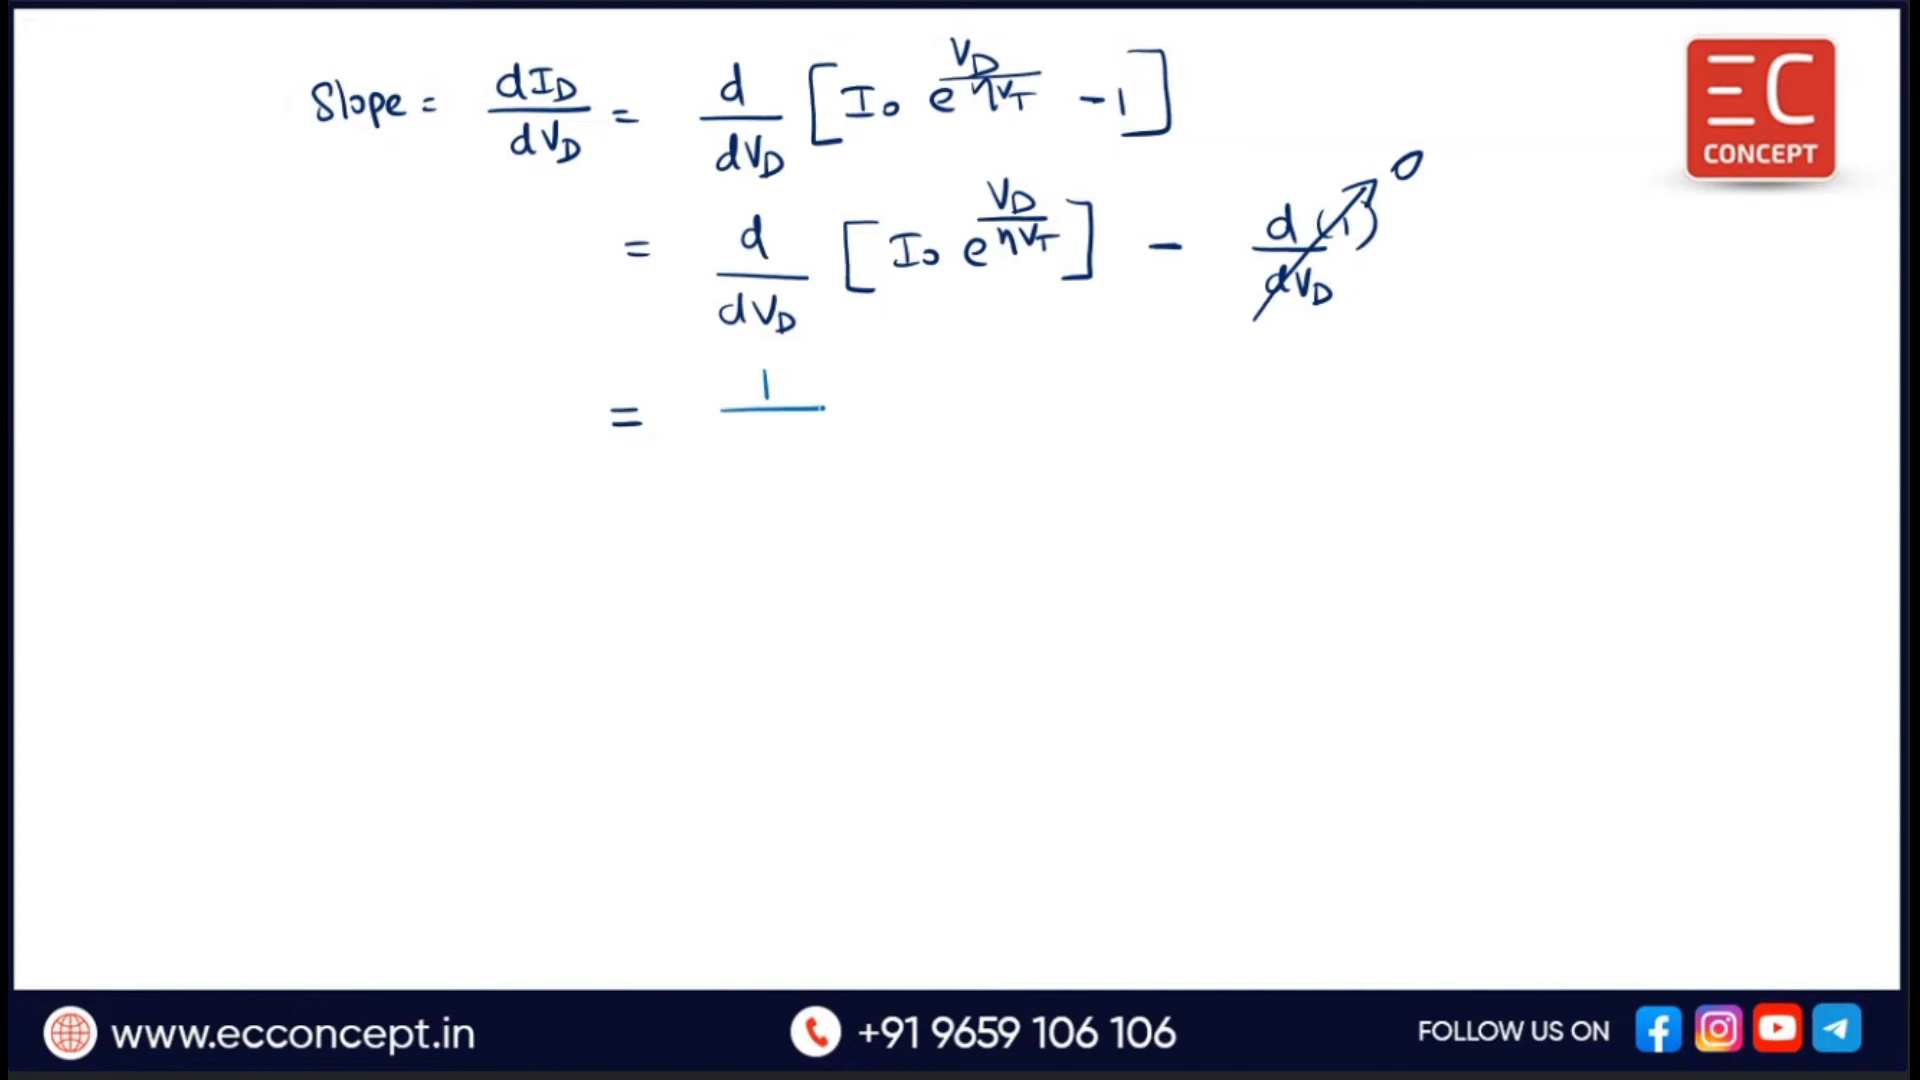 Slope = dI_D/dV_D = d/dV_D [I₀ e^(V_D/ηV_T) -1]
= d/dV_D [I₀ e^(V_D/ηV_T)] - d(1)/dV_D 0
= 1/
EC
CONCEPT
www.ecconcept.in
+91 9659 106 106
FOLLOW US ON